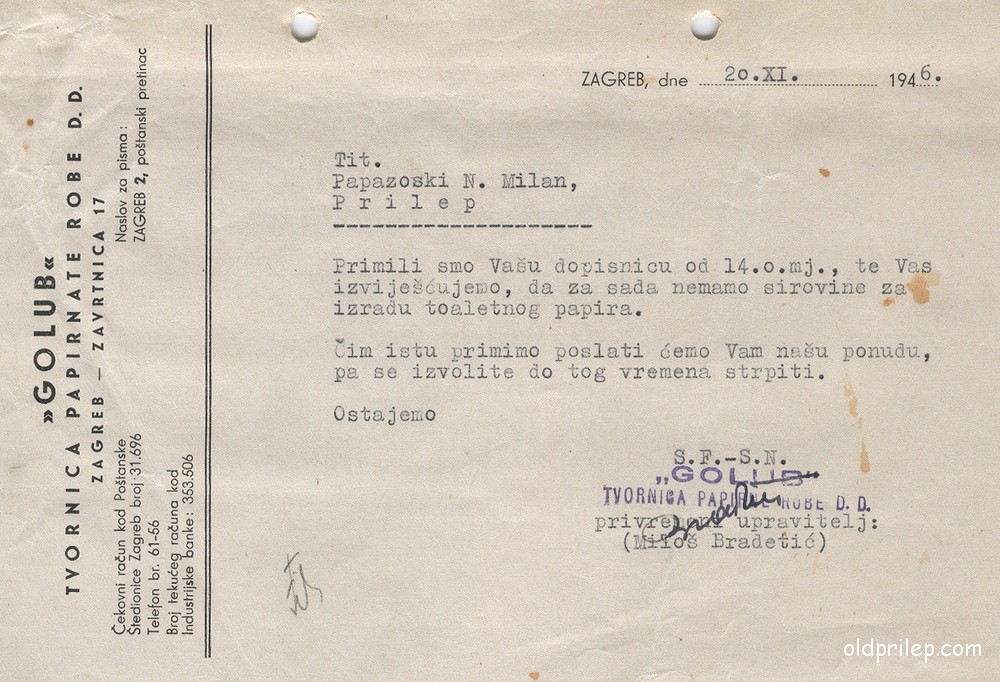 »GOLUB«
TVORNICA PAPIRNATE ROBE D.D.
ZAGREB — ZAVRTNICA 17
Naslov za pisma:
ZAGREB 2, poštanski pretinac
Čekovni račun kod Poštanske
Štedionice Zagreb broj 31.696
Telefon br. 61-56
Broj tekućeg računa kod
Industrijske banke: 353.506
ZAGREB, dne 20.XI. 1946.
Tit.
Papazoski N. Milan,
Prilep
Primili smo Vašu dopisnicu od 14.o.mj., te Vas
izviješćujemo, da za sada nemamo sirovine za
izradu toaletnog papira.
Čim istu primimo poslati ćemo Vam našu ponudu,
pa se izvolite do tog vremena strpiti.
Ostajemo
S.F.-S.N.
„GOLUB"
TVORNICA PAPIRNATE ROBE D. D.
privremeni upravitelj:
(Miloš Bradetić)
oldprilep.com